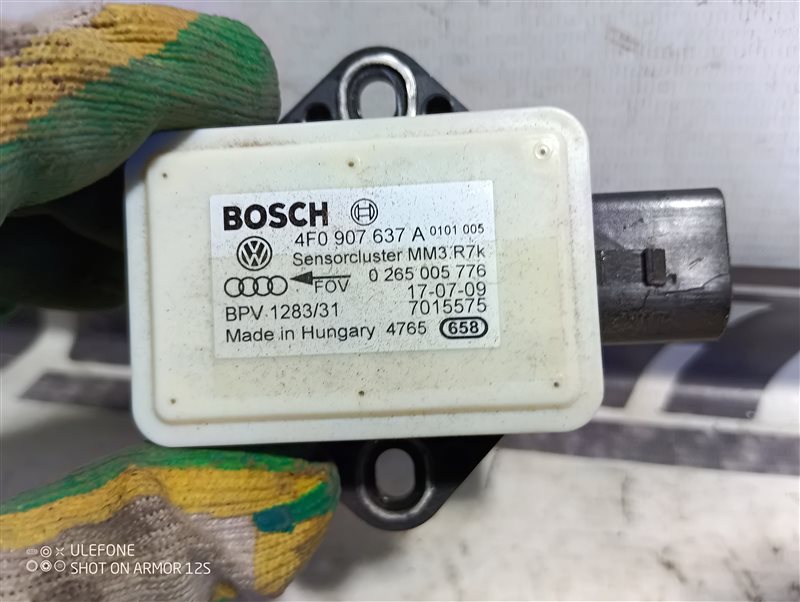 BOSCH
4F0 907 637 A 0101 005
Sensorcluster MM3.R7k
FOV 0 265 005 776
17-07-09
BPV.1283/31 7015575
Made in Hungary 4765 658
ULEFONE
SHOT ON ARMOR 12S